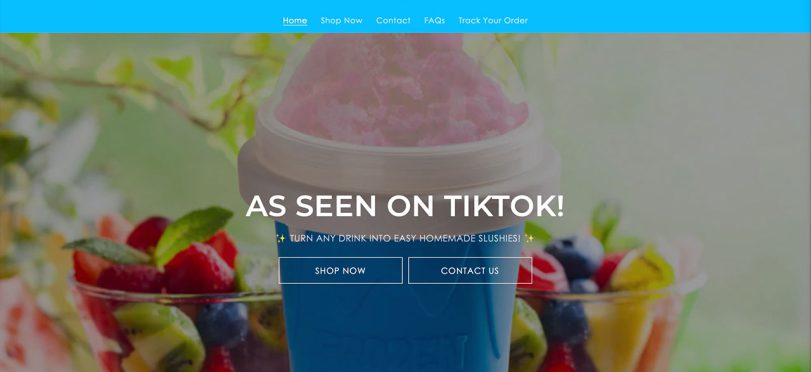 Home Shop Now Contact FAQs Track Your Order
AS SEEN ON TIKTOK!
✨ TURN ANY DRINK INTO EASY HOMEMADE SLUSHIES! ✨
SHOP NOW CONTACT US
FROZEN